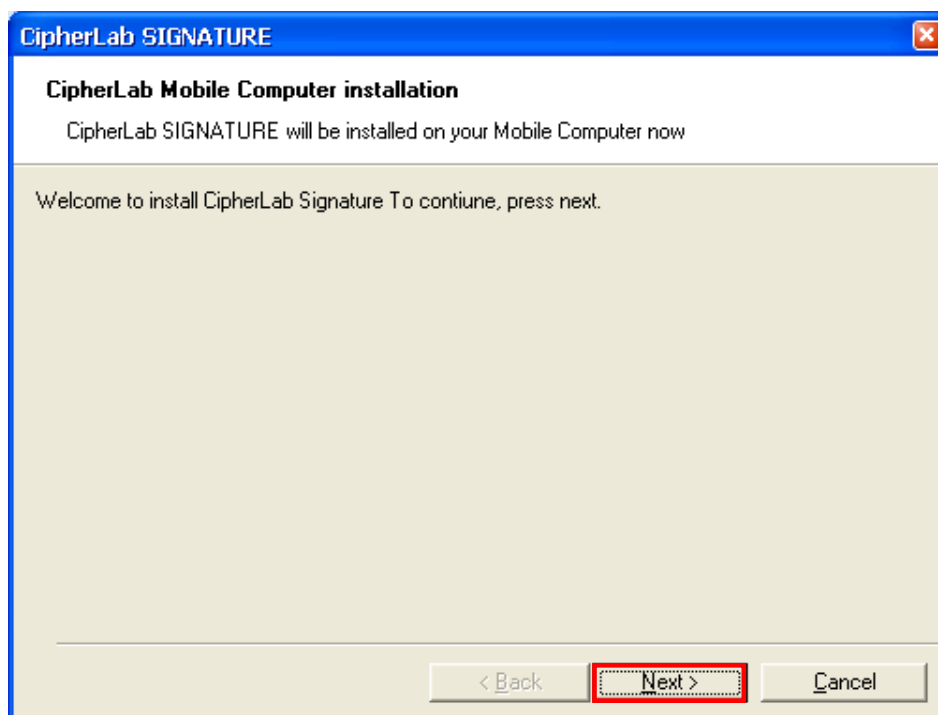 CipherLab SIGNATURE
CipherLab Mobile Computer installation
CipherLab SIGNATURE will be installed on your Mobile Computer now
Welcome to install CipherLab Signature To contiune, press next.
< Back Next > Cancel